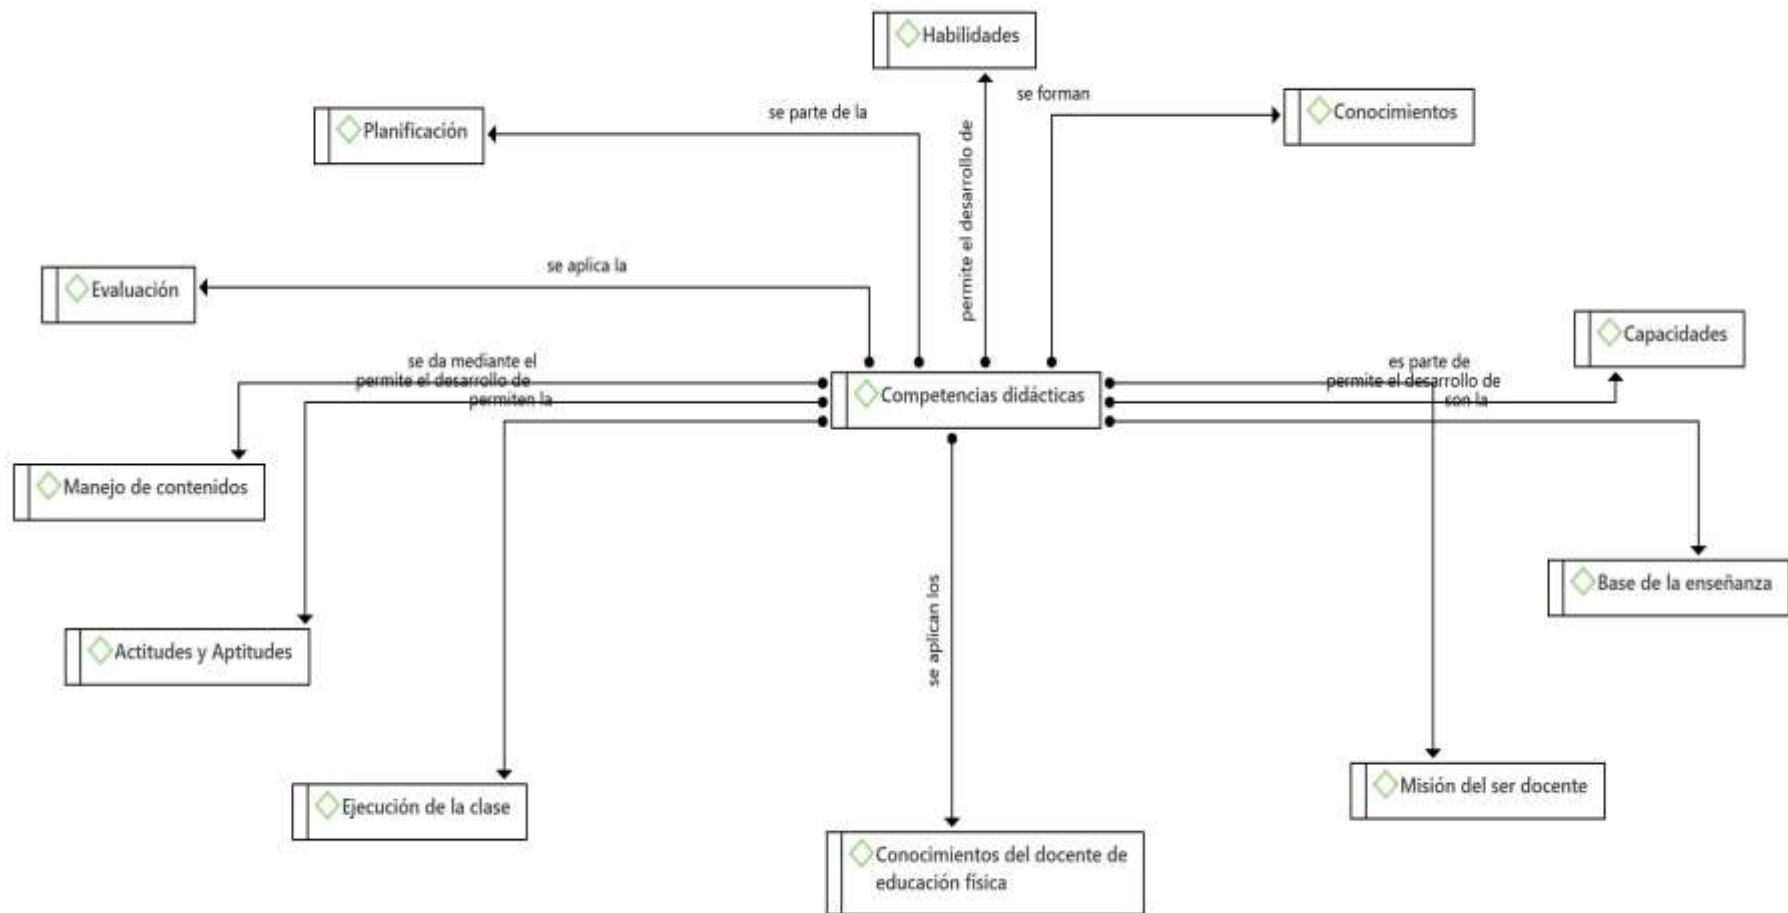 Habilidades
se forman
Conocimientos
se parte de la
Planificación
permite el desarrollo de
se aplica la
Evaluación
Capacidades
se da mediante el
permite el desarrollo de
permiten la
es parte de
permite el desarrollo de
son la
Competencias didácticas
Manejo de contenidos
Base de la enseñanza
se aplican los
Actitudes y Aptitudes
Misión del ser docente
Ejecución de la clase
Conocimientos del docente de
educación física